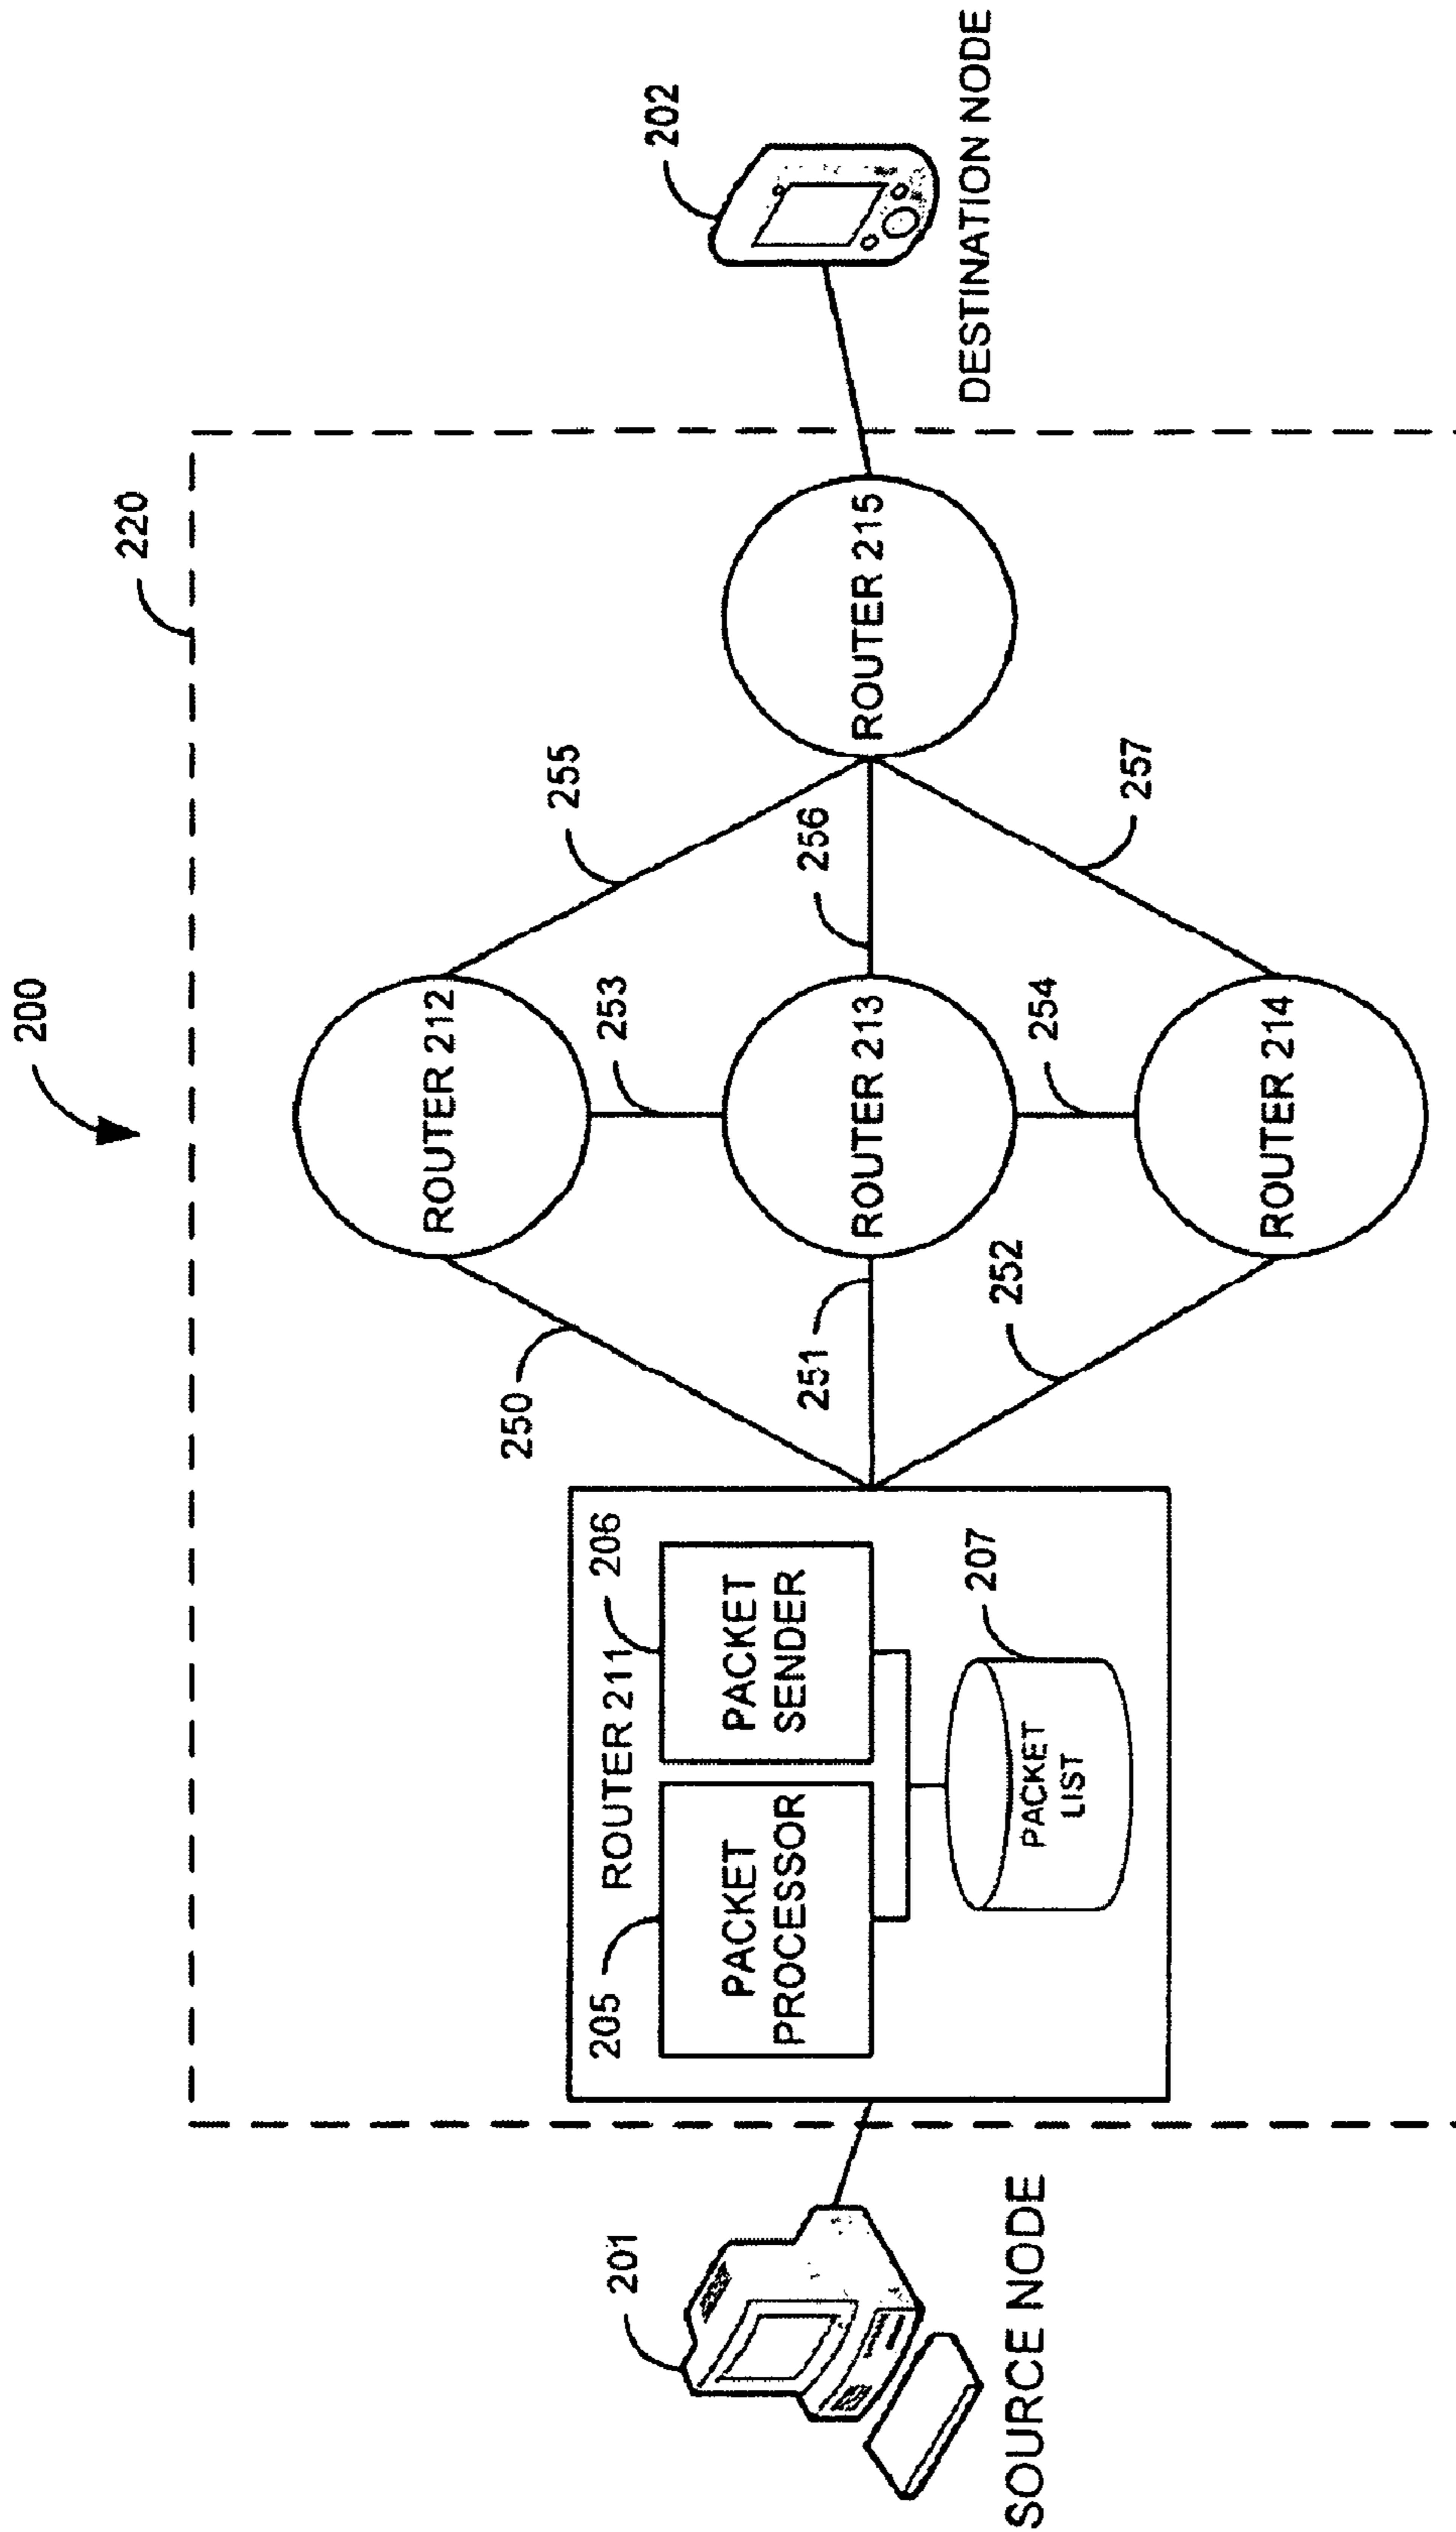 200
220
201
SOURCE NODE
ROUTER 211
205
206
PACKET
PROCESSOR
PACKET
SENDER
PACKET
LIST
207
250
251
252
ROUTER 212
253
ROUTER 213
254
ROUTER 214
255
256
257
ROUTER 215
202
DESTINATION NODE